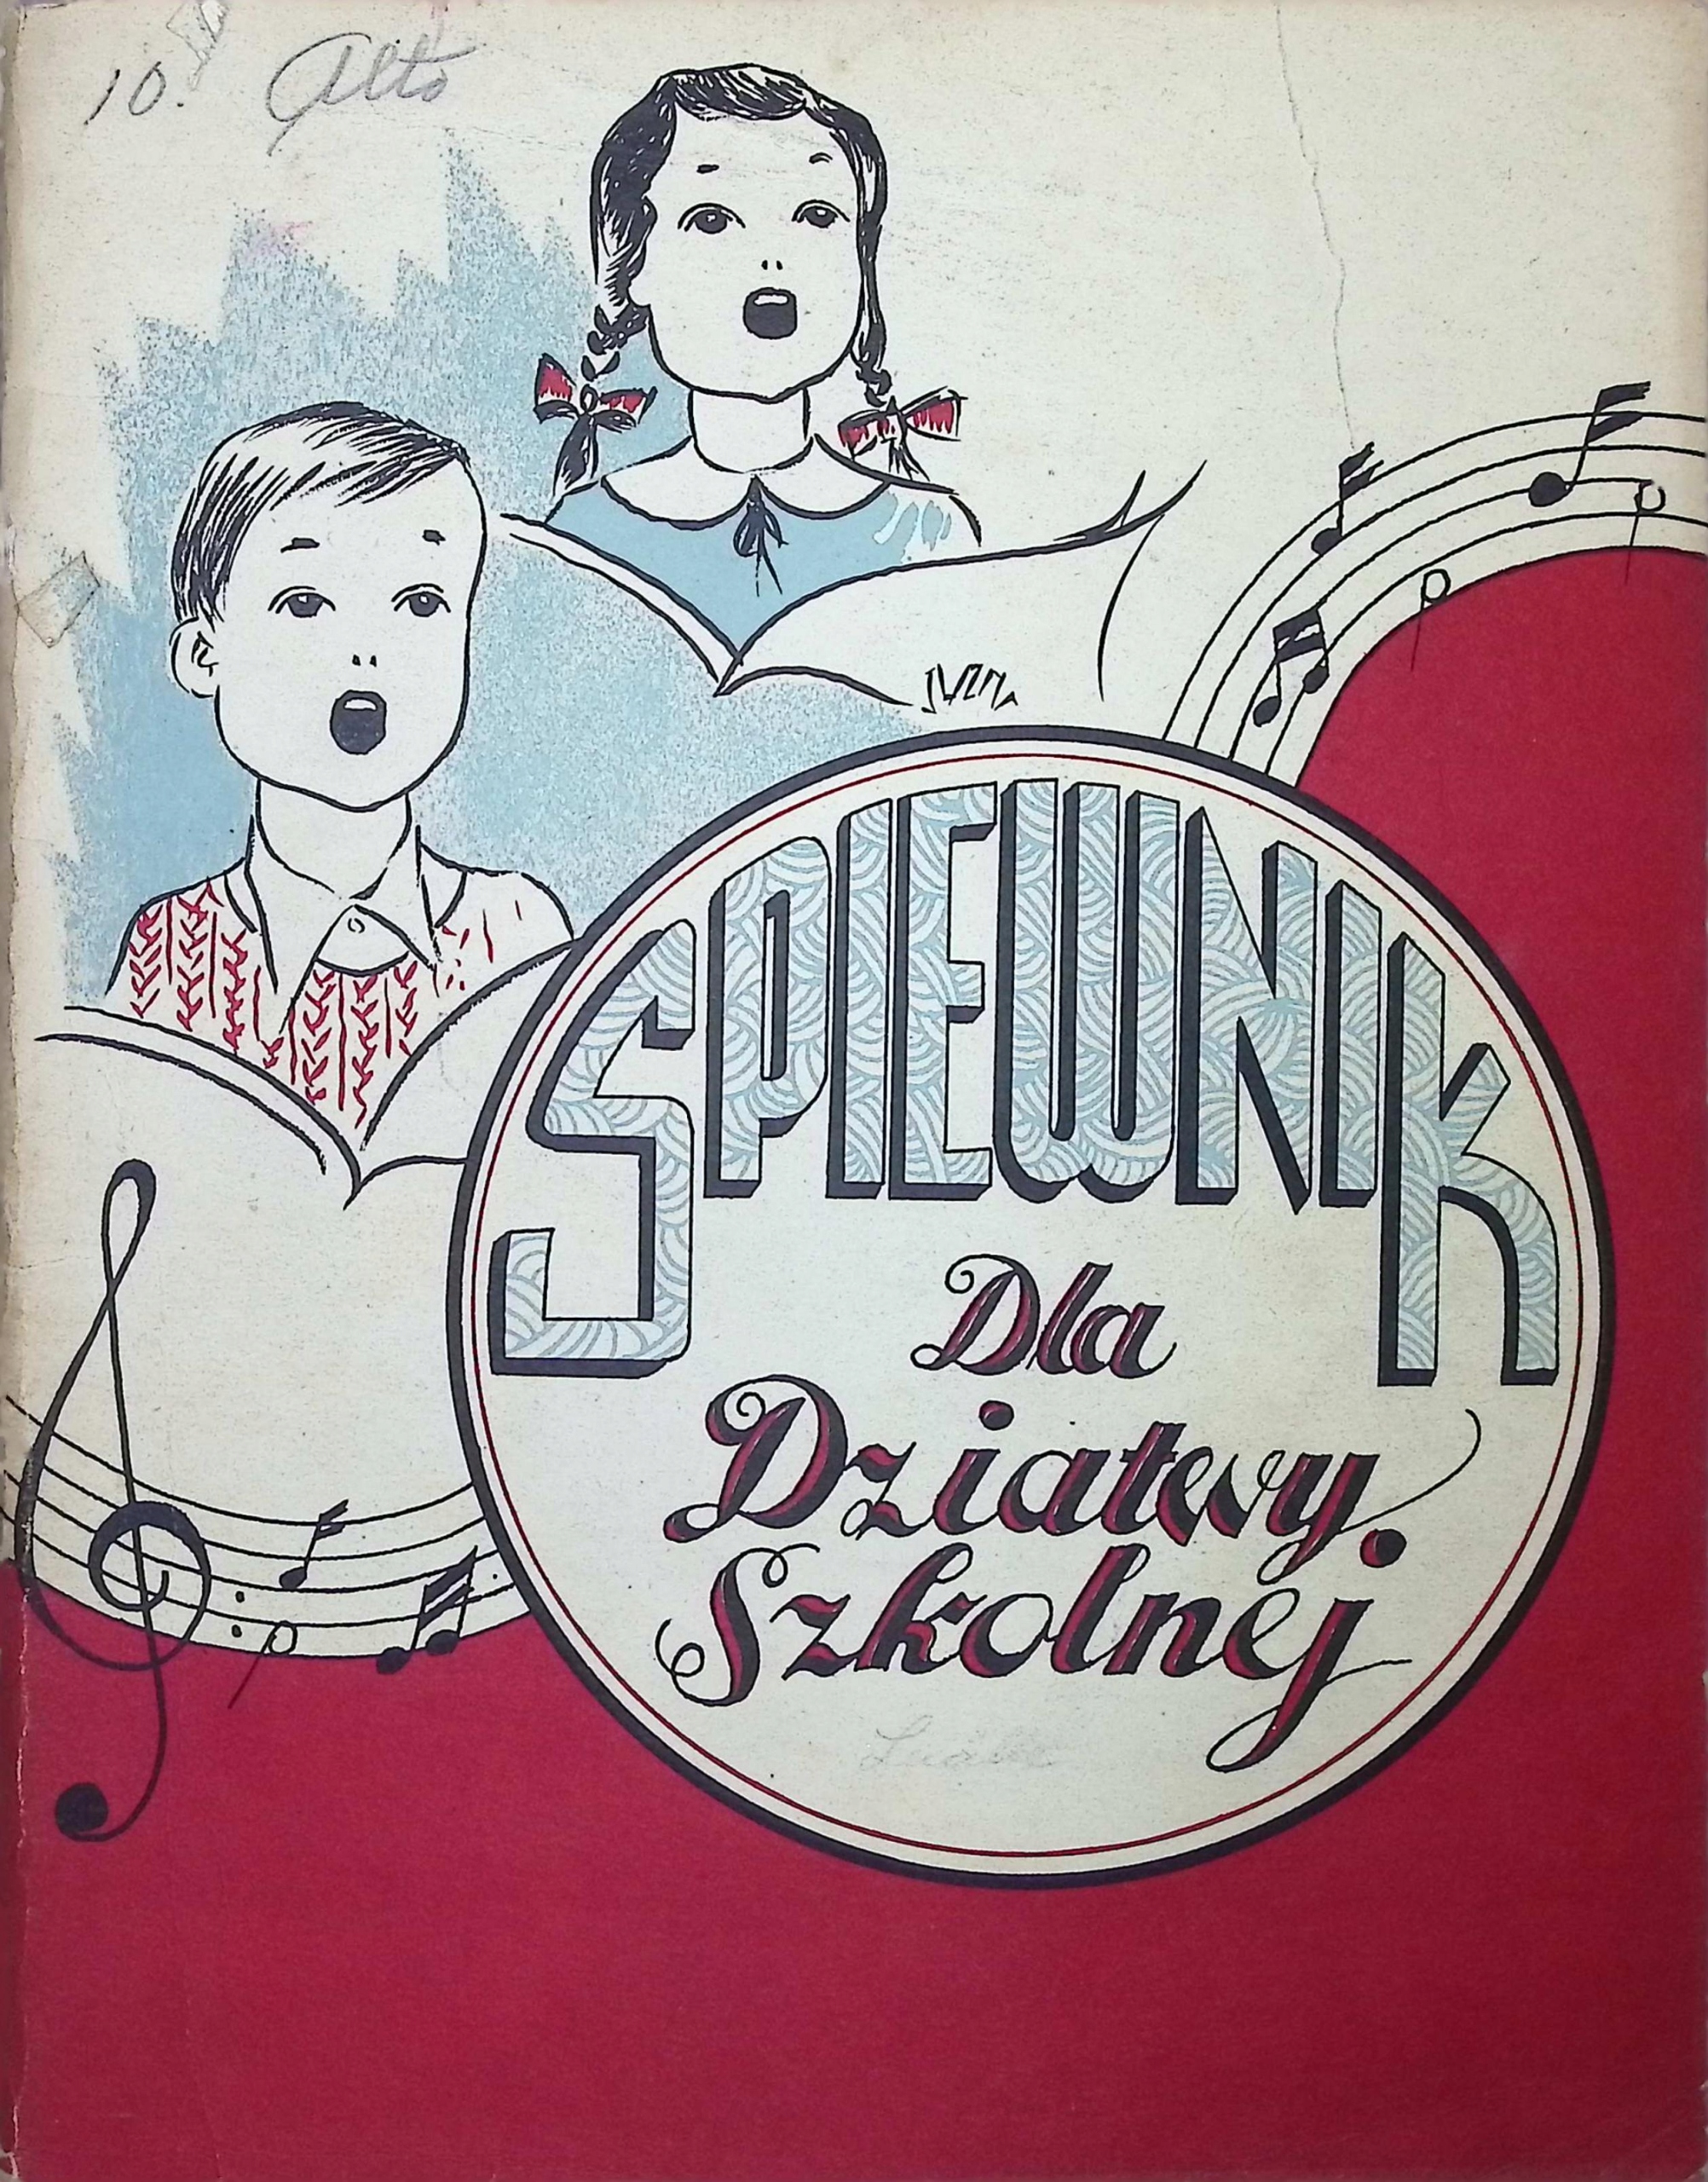 10. Alto
SPIEWNIK
Dla
Dziatwy.
Szkolnej